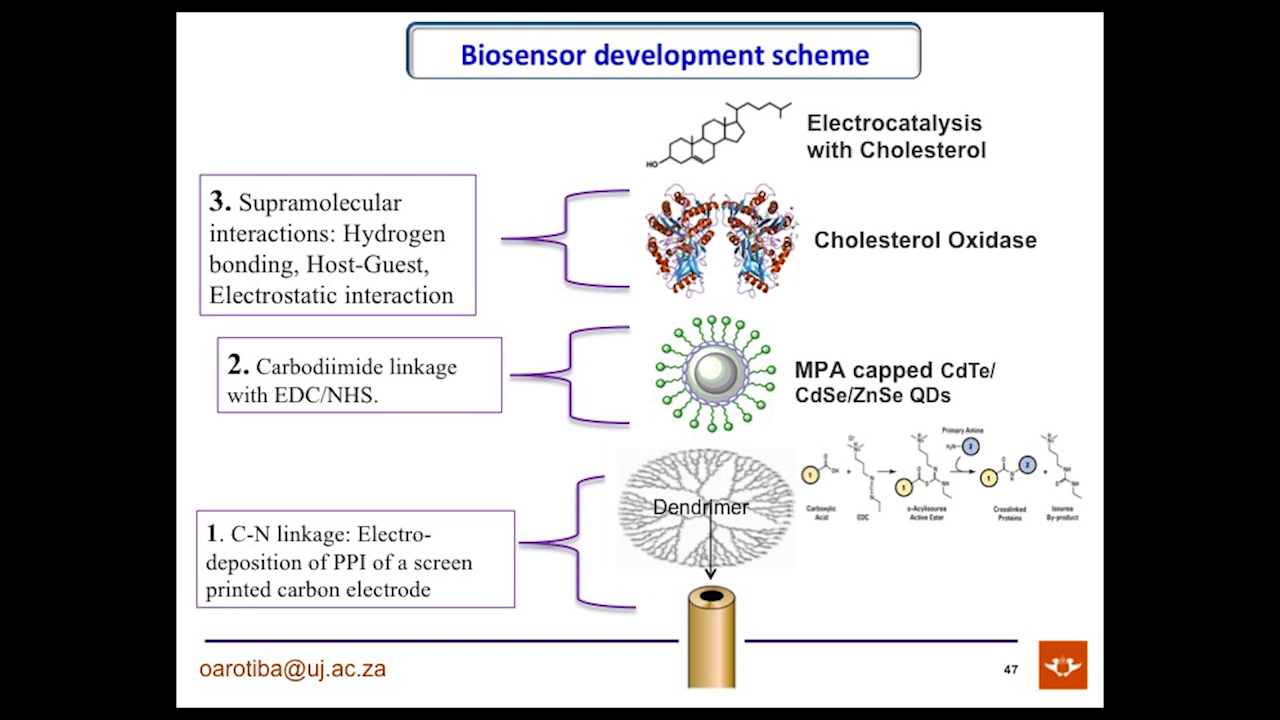 Biosensor development scheme
Electrocatalysis
with Cholesterol
HO
3. Supramolecular
interactions: Hydrogen
bonding, Host-Guest,
Electrostatic interaction
Cholesterol Oxidase
2. Carbodiimide linkage
with EDC/NHS.
MPA capped CdTe/
CdSe/ZnSe QDs
Primary Amine
Carboxylic
Acid
EDC
o-Acylisourea
Active Ester
Crosslinked
Proteins
Isourea
By-product
Dendrimer
1. C-N linkage: Electro-
deposition of PPI of a screen
printed carbon electrode
oarotiba@uj.ac.za
47